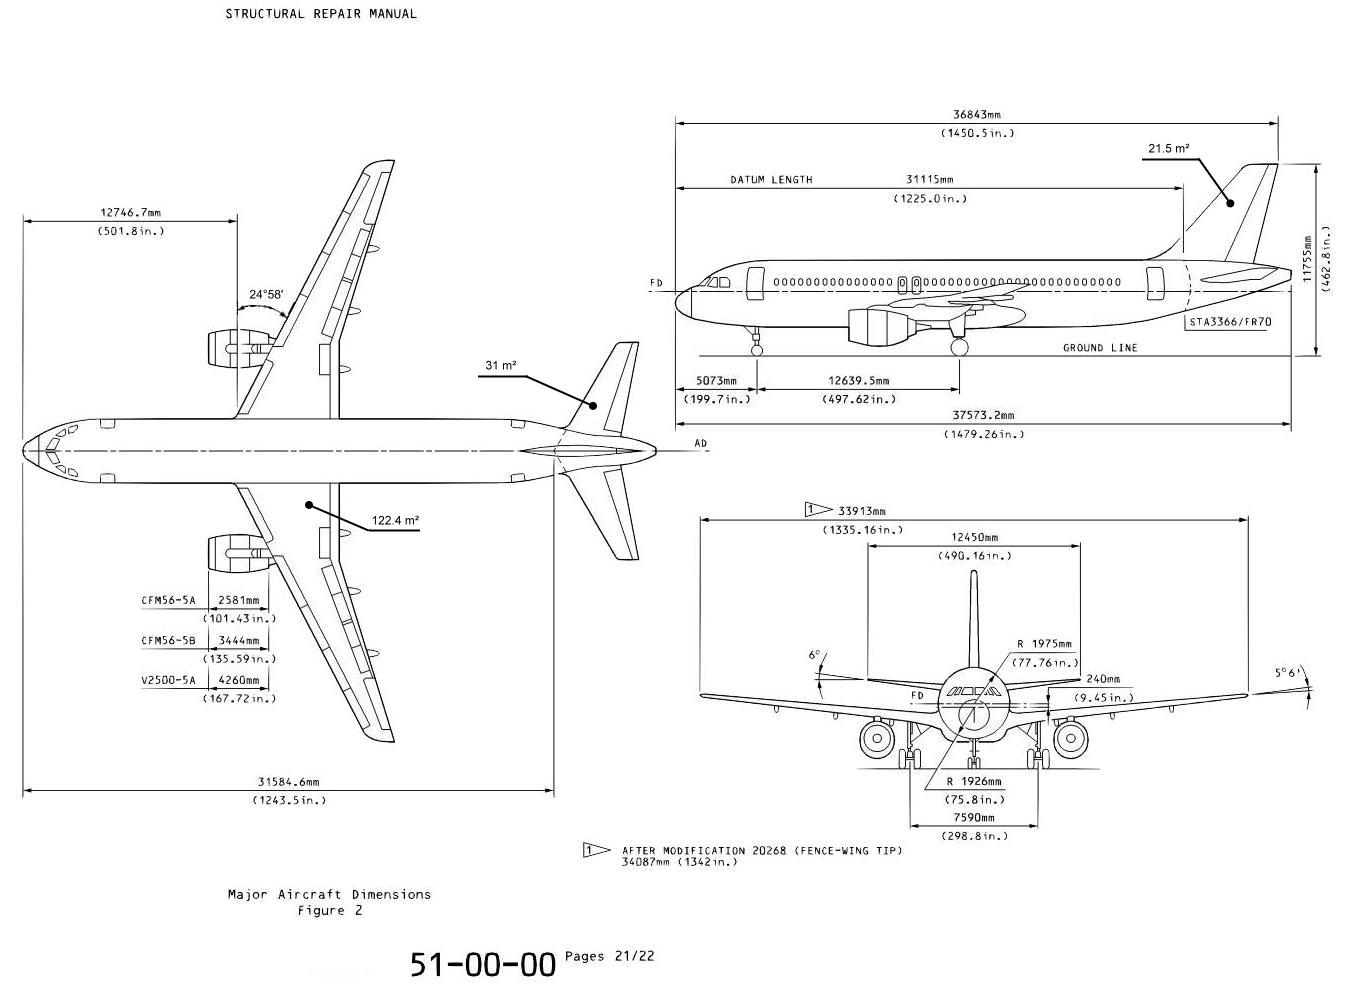 STRUCTURAL REPAIR MANUAL
36843mm
(1450.5in.)
21.5 m²
DATUM LENGTH
31115mm
(1225.0in.)
11755mm
(462.8in.)
FD
STA3366/FR70
GROUND LINE
5073mm
(199.7in.)
12639.5mm
(497.62in.)
37573.2mm
(1479.26in.)
12746.7mm
(501.8in.)
24°58'
31 m²
AD
122.4 m²
CFM56-5A
2581mm
(101.43in.)
CFM56-5B
3444mm
(135.59in.)
V2500-5A
4260mm
(167.72in.)
31584.6mm
(1243.5in.)
1
33913mm
(1335.16in.)
12450mm
(490.16in.)
R 1975mm
(77.76in.)
6°
5°6'
240mm
(9.45in.)
FD
R 1926mm
(75.8in.)
7590mm
(298.8in.)
1
AFTER MODIFICATION 20268 (FENCE-WING TIP)
34087mm (1342in.)
Major Aircraft Dimensions
Figure 2
51-00-00 Pages 21/22